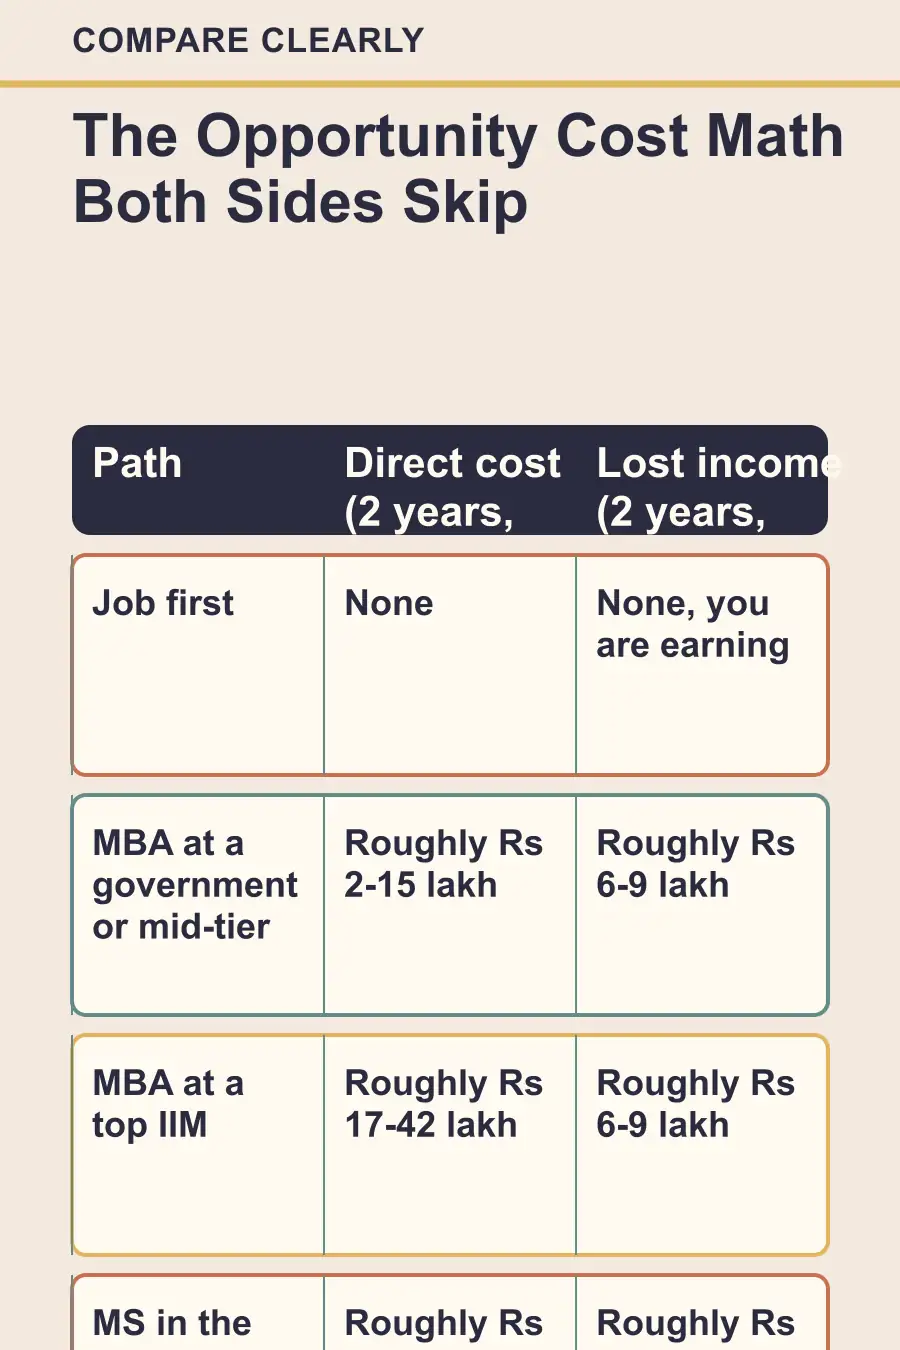 COMPARE CLEARLY
The Opportunity Cost Math
Both Sides Skip
Path
Direct cost
(2 years,
Lost income
(2 years,
Job first
None
None, you
are earning
MBA at a
government
or mid-tier
Roughly Rs
2-15 lakh
Roughly Rs
6-9 lakh
MBA at a
top IIM
Roughly Rs
17-42 lakh
Roughly Rs
6-9 lakh
MS in the
Roughly Rs
Roughly Rs